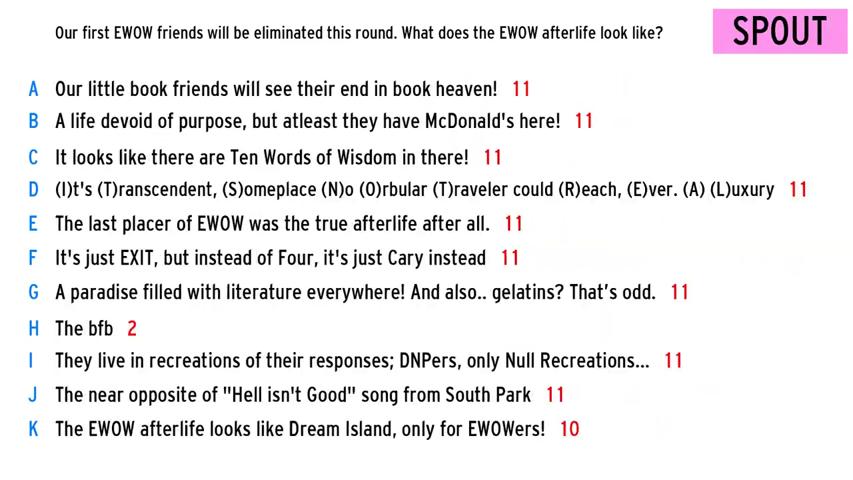 Our first EWOW friends will be eliminated this round. What does the EWOW afterlife look like?
SPOUT
A Our little book friends will see their end in book heaven! 11
B A life devoid of purpose, but atleast they have McDonald's here! 11
C It looks like there are Ten Words of Wisdom in there! 11
D (I)t's (T)ranscendent, (S)omeplace (N)o (O)rbular (T)raveler could (R)each, (E)ver. (A) (L)uxury 11
E The last placer of EWOW was the true afterlife after all. 11
F It's just EXIT, but instead of Four, it's just Cary instead 11
G A paradise filled with literature everywhere! And also.. gelatins? That's odd. 11
H The bfb 2
I They live in recreations of their responses; DNPers, only Null Recreations... 11
J The near opposite of "Hell isn't Good" song from South Park 11
K The EWOW afterlife looks like Dream Island, only for EWOWers! 10